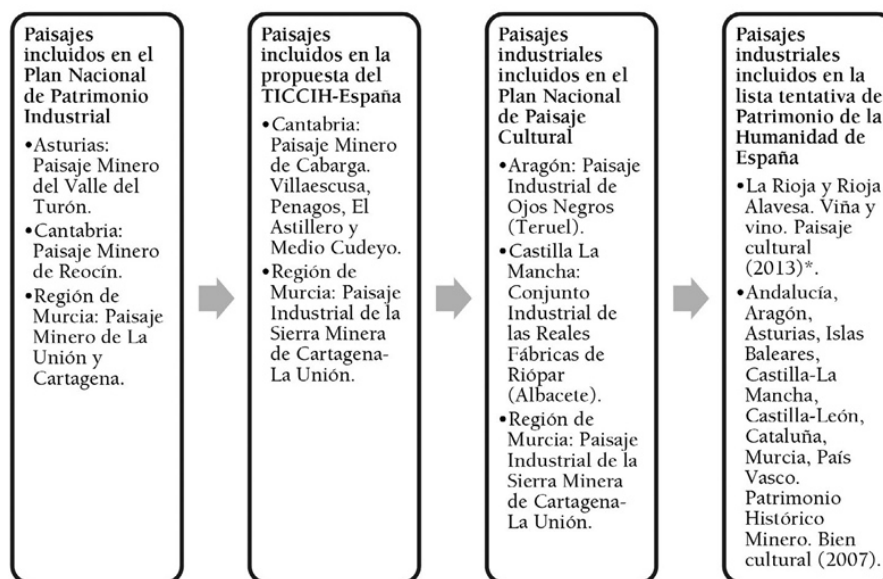 Paisajes
incluidos en el
Plan Nacional
de Patrimonio
Industrial
•Asturias:
Paisaje Minero
del Valle del
Turón.
•Cantabria:
Paisaje Minero
de Reocín.
•Región de
Murcia: Paisaje
Minero de La
Unión y
Cartagena.
Paisajes
incluidos en la
propuesta del
TICCIH-España
•Cantabria:
Paisaje Minero
de Cabarga.
Villaescusa,
Penagos, El
Astillero y
Medio Cudeyo.
•Región de
Murcia: Paisaje
Industrial de la
Sierra Minera
de Cartagena-
La Unión.
Paisajes
industriales
incluidos en el
Plan Nacional
de Paisaje
Cultural
•Aragón: Paisaje
Industrial de
Ojos Negros
(Teruel).
•Castilla La
Mancha:
Conjunto
Industrial de
las Reales
Fábricas de
Riópar
(Albacete).
•Región de
Murcia: Paisaje
Industrial de la
Sierra Minera
de Cartagena-
La Unión.
Paisajes
industriales
incluidos en la
lista tentativa de
Patrimonio de la
Humanidad de
España
•La Rioja y Rioja
Alavesa. Viña y
vino. Paisaje
cultural
(2013)*.
•Andalucía,
Aragón,
Asturias, Islas
Baleares,
Castilla-La
Mancha,
Castilla-León,
Cataluña,
Murcia, País
Vasco.
Patrimonio
Histórico
Minero. Bien
cultural (2007).